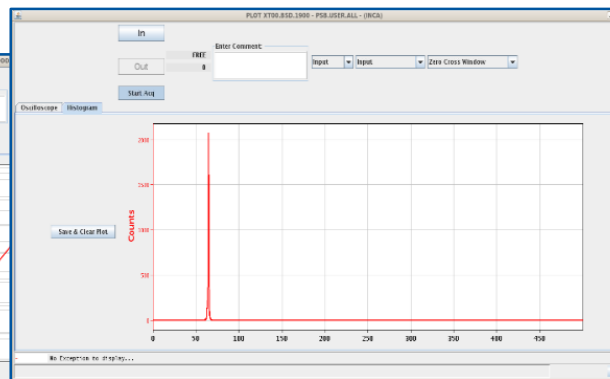 PLOT XT00.BSD.1900 - PSB.USER.ALL - (INCA)
In
Out
FREE
0
Enter Comment:
Input Input Zero Cross Window
Start Acq
Oscilloscope Histogram
Save & Clear Plot
Counts
2000
1500
1000
500
0
0 50 100 150 200 250 300 350 400 450
No Exception to display...